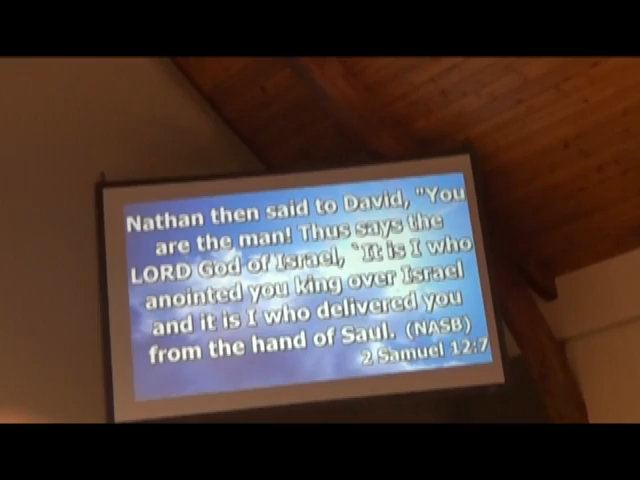 Nathan then said to David, "You
are the man! Thus says the
LORD God of Israel, `It is I who
anointed you king over Israel
and it is I who delivered you
from the hand of Saul. (NASB)
2 Samuel 12:7